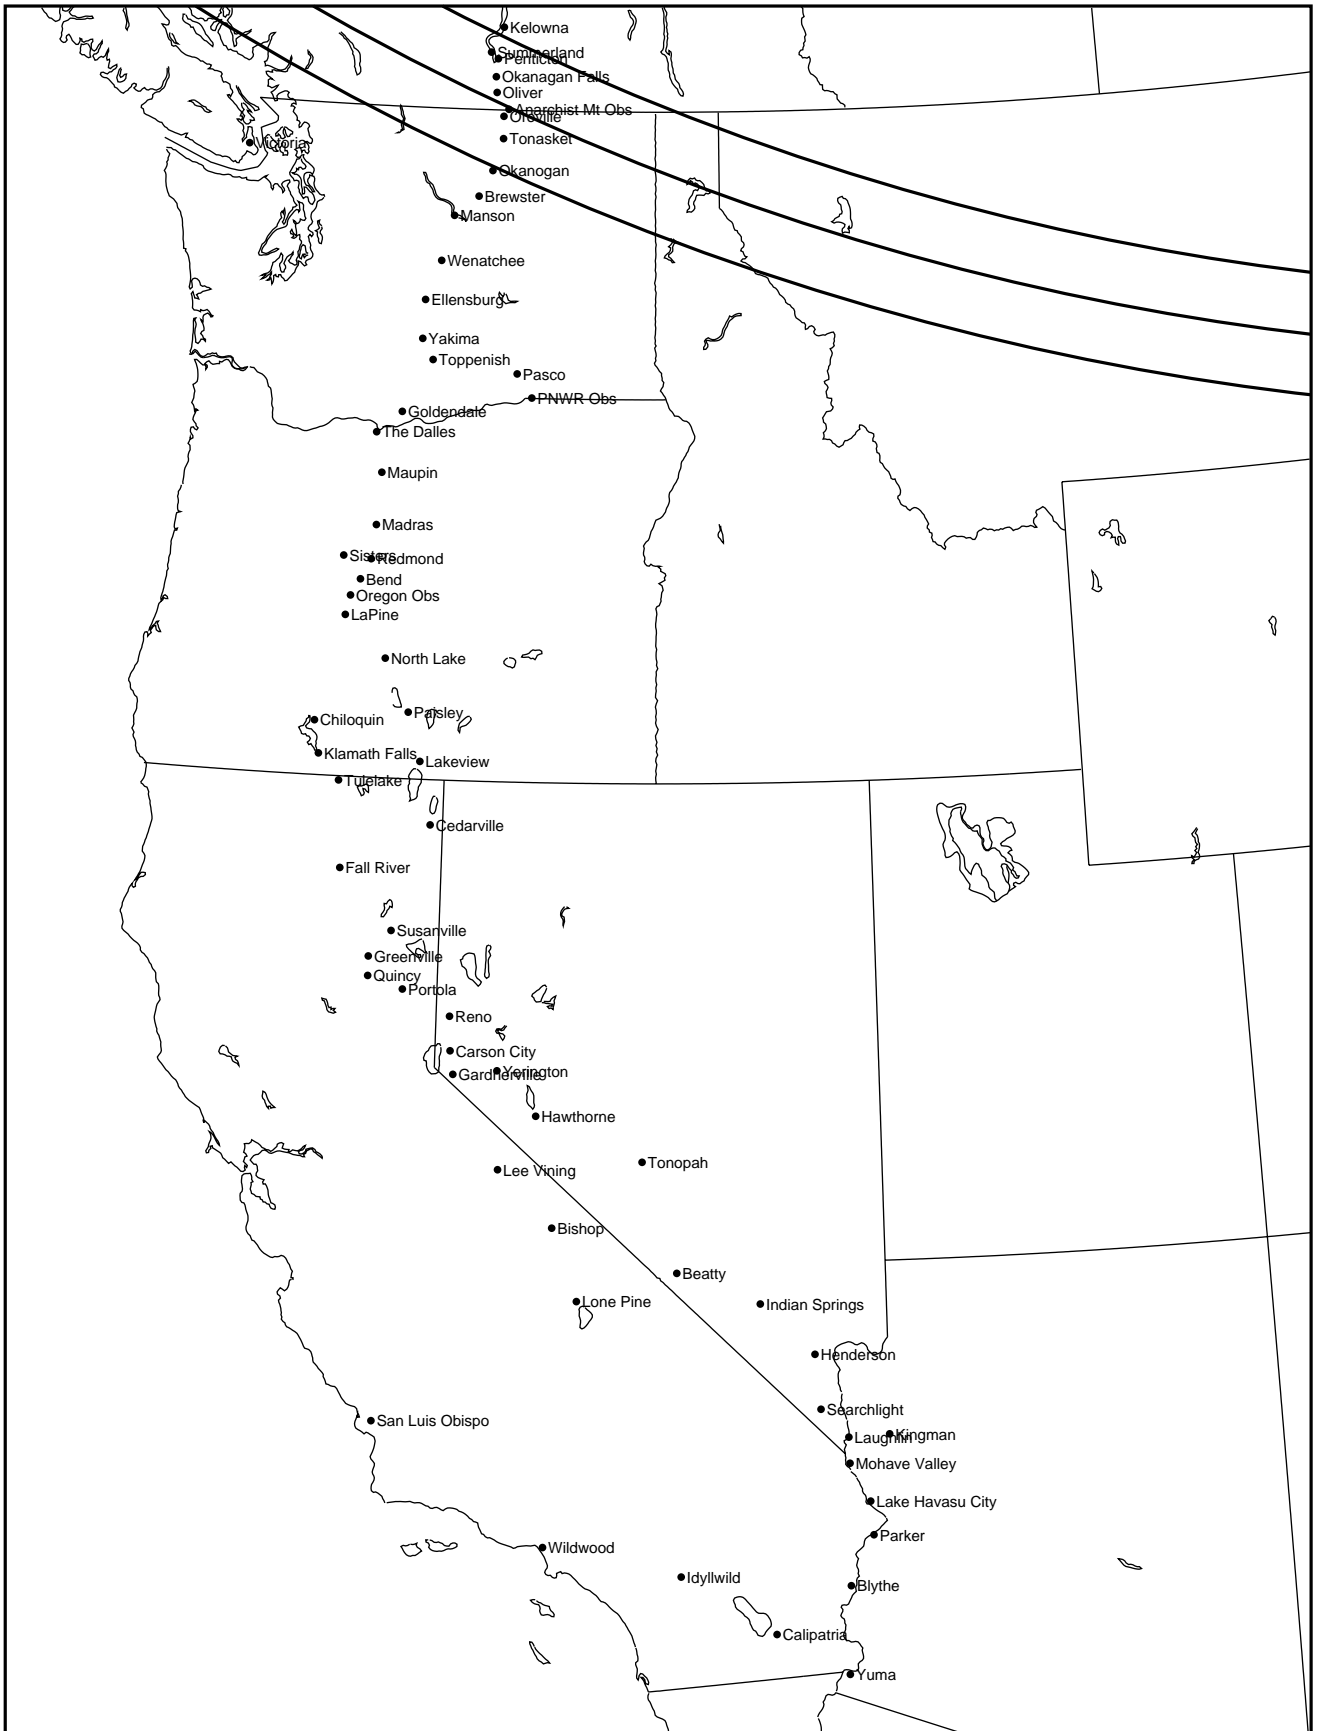 Kelowna
Summerland
Penticton
Okanagan Falls
Oliver
Anarchist Mt Obs
Oroville
Tonasket
Victoria
Okanogan
Brewster
Manson
Wenatchee
Ellensburg
Yakima
Toppenish
Pasco
PNWR Obs
Goldendale
The Dalles
Maupin
Madras
Sisters
Redmond
Bend
Oregon Obs
LaPine
North Lake
Paisley
Chiloquin
Klamath Falls
Lakeview
Tulelake
Cedarville
Fall River
Susanville
Greenville
Quincy
Portola
Reno
Carson City
Yerington
Gardnerville
Hawthorne
Tonopah
Lee Vining
Bishop
Beatty
Lone Pine
Indian Springs
Henderson
Searchlight
San Luis Obispo
Kingman
Laughlin
Mohave Valley
Lake Havasu City
Parker
Wildwood
Idyllwild
Blythe
Calipatria
Yuma